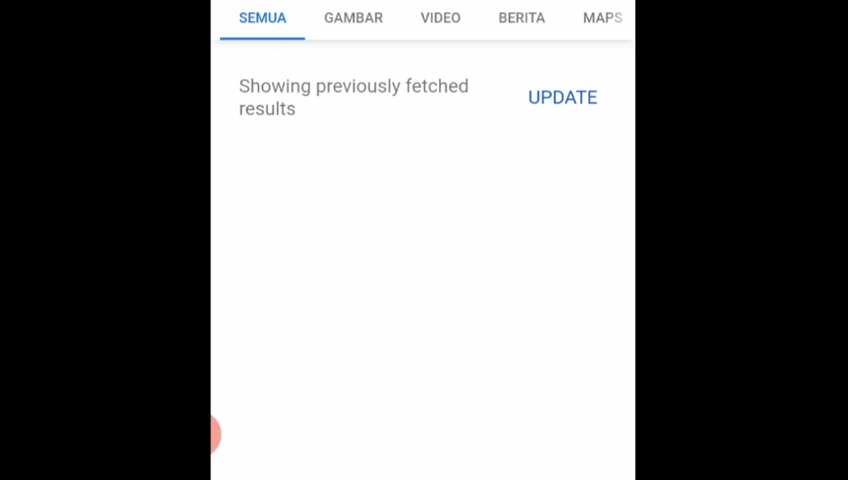 SEMUA GAMBAR VIDEO BERITA MAPS
Showing previously fetched
results
UPDATE